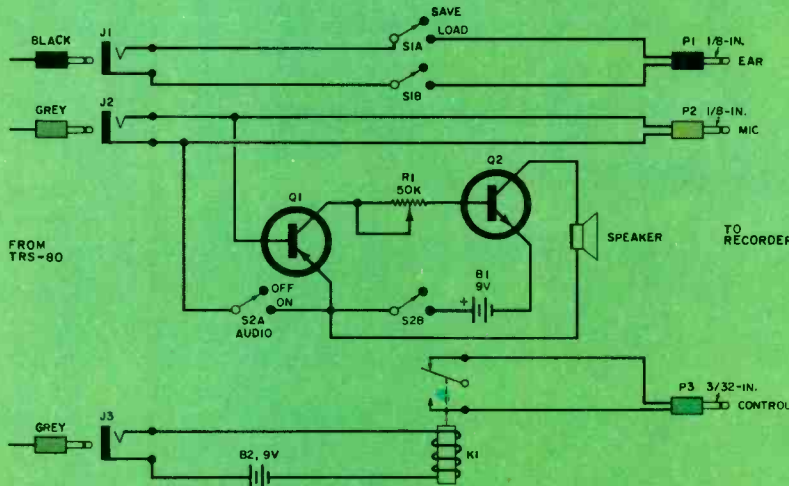 BLACK
J1
SAVE
LOAD
S1A
S1B
P1 1/8-IN.
EAR
GREY
J2
P2 1/8-IN.
MIC
Q1
R1
50K
Q2
SPEAKER
FROM
TRS-80
TO
RECORDER
OFF
ON
S2A
AUDIO
S2B
+
B1
9V
P3 3/32-IN.
CONTROL
GREY
J3
B2, 9V
K1